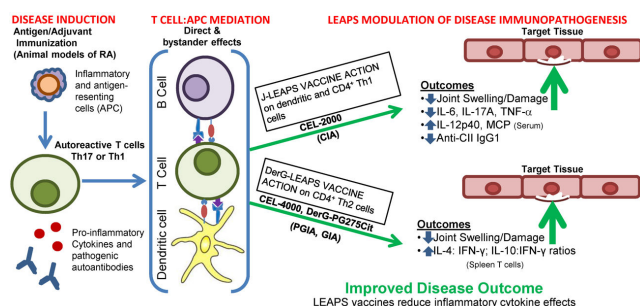 DISEASE INDUCTION
Antigen/Adjuvant
Immunization
(Animal models of RA)
Inflammatory
and antigen-
resenting
cells (APC)
Autoreactive T cells
Th17 or Th1
Pro-inflammatory
Cytokines and
pathogenic
autoantibodies
T CELL:APC MEDIATION
Direct &
bystander effects
B Cell
T Cell
Dendritic cell
LEAPS MODULATION OF DISEASE IMMUNOPATHOGENESIS
J-LEAPS VACCINE ACTION
on dendritic and CD4⁺ Th1
cells
CEL-2000
(CIA)
DerG-LEAPS VACCINE
ACTION on CD4⁺ Th2 cells
CEL-4000, DerG-PG275Cit
(PGIA, GIA)
Target Tissue
Outcomes
• Joint Swelling/Damage
• IL-6, IL-17A, TNF-α
• IL-12p40, MCP (Serum)
• Anti-CII IgG1
Target Tissue
Outcomes
• Joint Swelling/Damage
• IL-4: IFN-γ; IL-10:IFN-γ ratios
(Spleen T cells)
Improved Disease Outcome
LEAPS vaccines reduce inflammatory cytokine effects